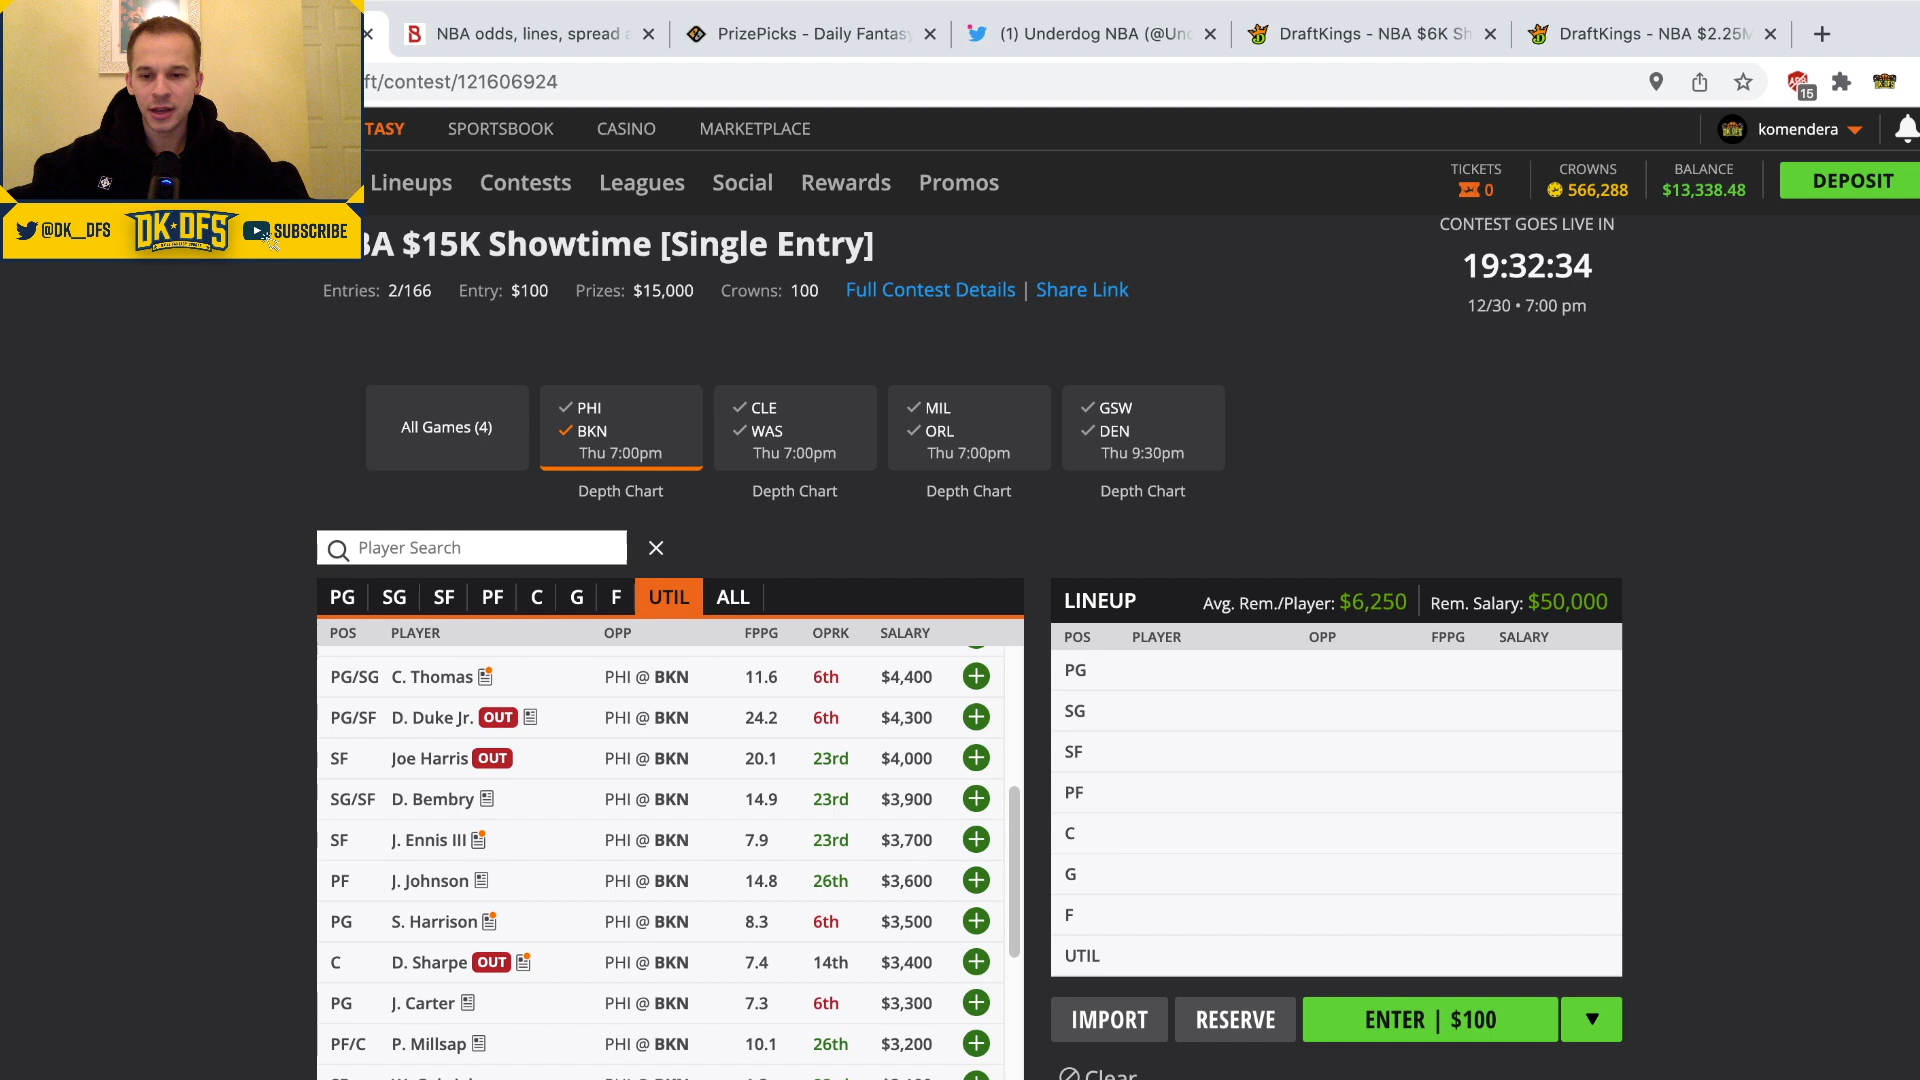 NBA odds, lines, spread a
PrizePicks - Daily Fantasy
(1) Underdog NBA (@Und
DraftKings - NBA $6K Sh
DraftKings - NBA $2.25M
ft/contest/121606924
15
TASY SPORTSBOOK CASINO MARKETPLACE
komendera
Lineups Contests Leagues Social Rewards Promos
TICKETS 0
CROWNS 566,288
BALANCE $13,338.48
DEPOSIT
@DK__DFS DK DFS SUBSCRIBE
BA $15K Showtime [Single Entry]
Entries: 2/166 Entry: $100 Prizes: $15,000 Crowns: 100 Full Contest Details | Share Link
CONTEST GOES LIVE IN
19:32:34
12/30 • 7:00 pm
All Games (4)
PHI
BKN
Thu 7:00pm
Depth Chart
CLE
WAS
Thu 7:00pm
Depth Chart
MIL
ORL
Thu 7:00pm
Depth Chart
GSW
DEN
Thu 9:30pm
Depth Chart
Player Search
PG SG SF PF C G F UTIL ALL
POS PLAYER OPP FPPG OPRK SALARY
PG/SG C. Thomas PHI @ BKN 11.6 6th $4,400
PG/SF D. Duke Jr. OUT PHI @ BKN 24.2 6th $4,300
SF Joe Harris OUT PHI @ BKN 20.1 23rd $4,000
SG/SF D. Bembry PHI @ BKN 14.9 23rd $3,900
SF J. Ennis III PHI @ BKN 7.9 23rd $3,700
PF J. Johnson PHI @ BKN 14.8 26th $3,600
PG S. Harrison PHI @ BKN 8.3 6th $3,500
C D. Sharpe OUT PHI @ BKN 7.4 14th $3,400
PG J. Carter PHI @ BKN 7.3 6th $3,300
PF/C P. Millsap PHI @ BKN 10.1 26th $3,200
LINEUP Avg. Rem./Player: $6,250 Rem. Salary: $50,000
POS PLAYER OPP FPPG SALARY
PG
SG
SF
PF
C
G
F
UTIL
IMPORT RESERVE ENTER | $100
Clear